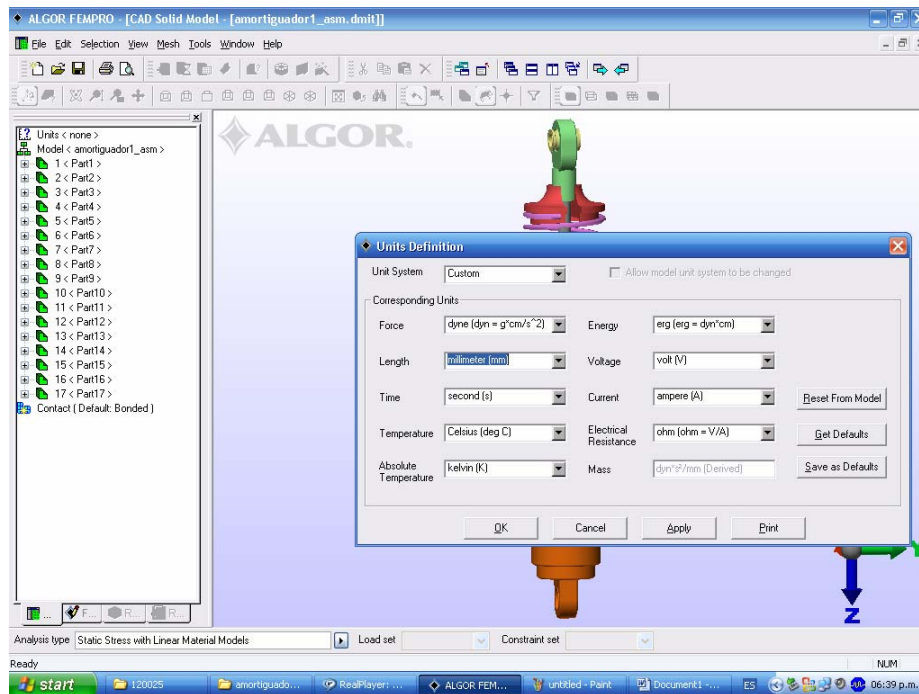 ALGOR FEMPRO - [CAD Solid Model - [amortiguador1_asm.dmit]]
File Edit Selection View Mesh Tools Window Help
Units < none >
Model < amortiguador1_asm >
1 < Part1 >
2 < Part2 >
3 < Part3 >
4 < Part4 >
5 < Part5 >
6 < Part6 >
7 < Part7 >
8 < Part8 >
9 < Part9 >
10 < Part10 >
11 < Part11 >
12 < Part12 >
13 < Part13 >
14 < Part14 >
15 < Part15 >
16 < Part16 >
17 < Part17 >
Contact ( Default: Bonded )
ALGOR.
Units Definition
Unit System Custom Allow model unit system to be changed
Corresponding Units
Force dyne (dyn = g*cm/s^2) Energy erg (erg = dyn*cm)
Length millimeter (mm) Voltage volt (V)
Time second (s) Current ampere (A) Reset From Model
Temperature Celsius (deg C) Electrical Resistance ohm (ohm = V/A) Get Defaults
Absolute Temperature kelvin (K) Mass dyn*s²/mm (Derived) Save as Defaults
OK Cancel Apply Print
Z
... F... R... R...
Analysis type Static Stress with Linear Material Models Load set Constraint set
Ready NUM
start 120025 amortiguado... RealPlayer: ... ALGOR FEM... untitled - Paint Document1 -... ES 06:39 p.m.